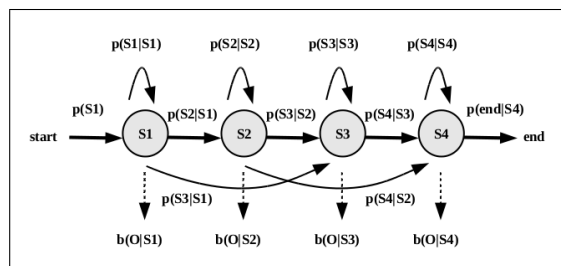 p(S1|S1) p(S2|S2) p(S3|S3) p(S4|S4)
p(S1) p(S2|S1) p(S3|S2) p(S4|S3) p(end|S4)
start S1 S2 S3 S4 end
p(S3|S1) p(S4|S2)
b(O|S1) b(O|S2) b(O|S3) b(O|S4)